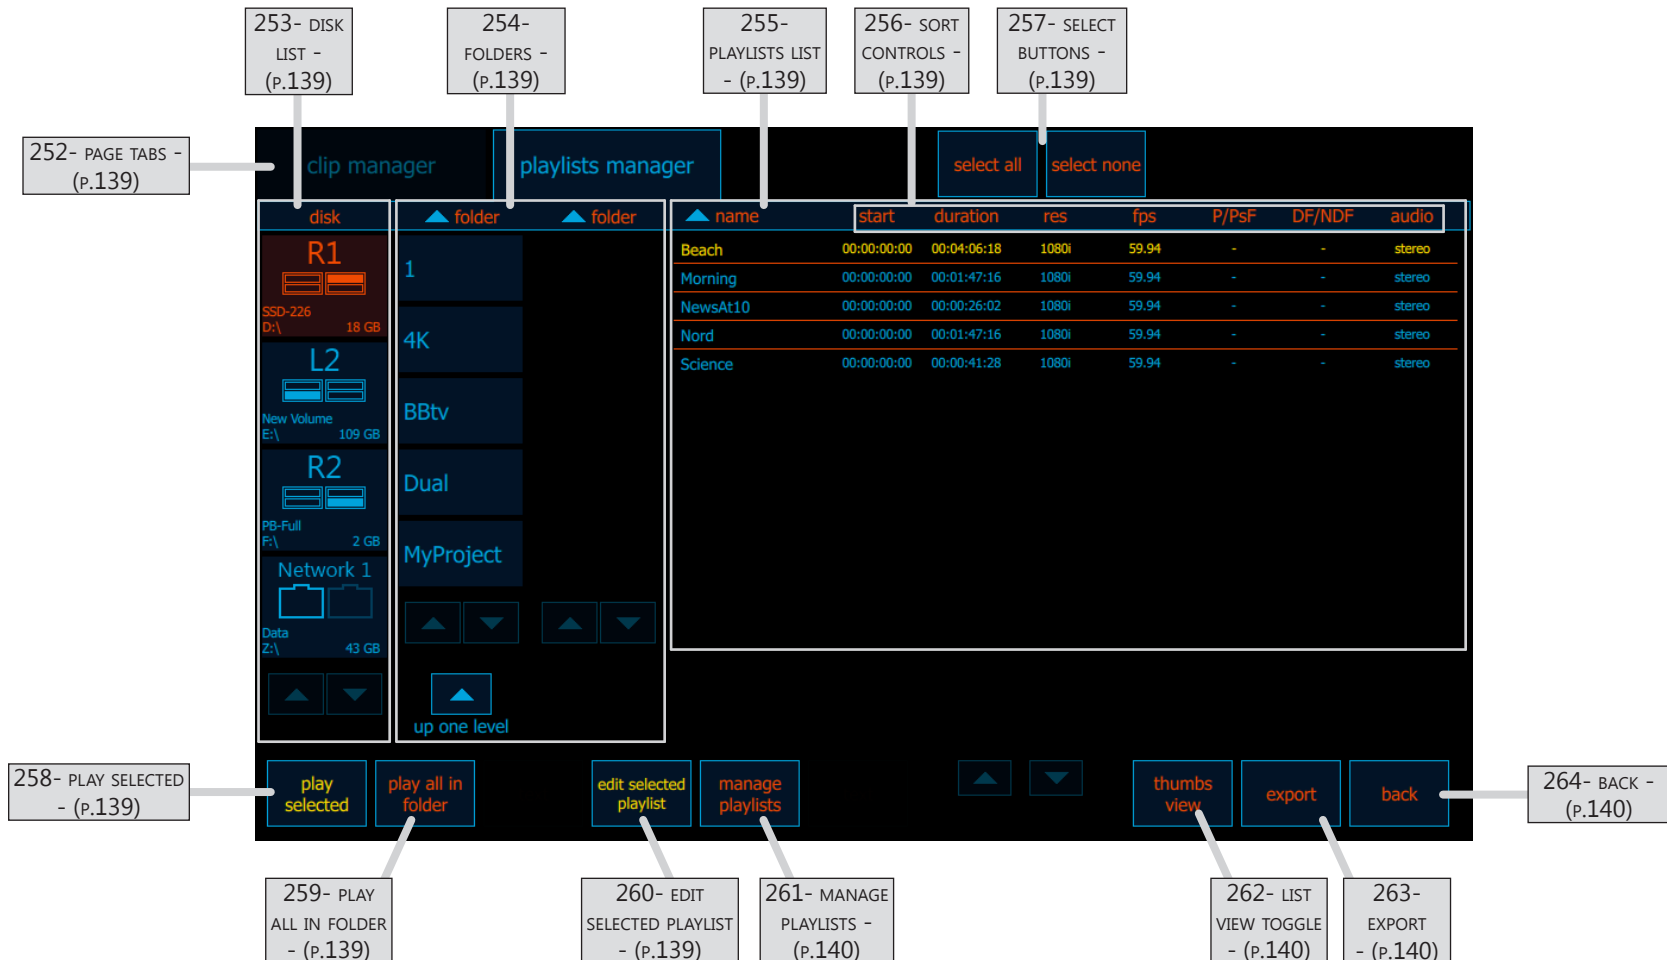 253- DISK LIST - (P.139)
254- FOLDERS - (P.139)
255- PLAYLISTS LIST - (P.139)
256- SORT CONTROLS - (P.139)
257- SELECT BUTTONS - (P.139)
252- PAGE TABS - (P.139)
clip manager
playlists manager
select all
select none
disk
folder
folder
name start duration res fps P/PsF DF/NDF audio
R1
SSD-226
D:\ 18 GB
L2
New Volume
E:\ 109 GB
R2
PB-Full
F:\ 2 GB
Network 1
Data
Z:\ 43 GB
1
4K
BBtv
Dual
MyProject
up one level
Beach 00:00:00:00 00:04:06:18 1080i 59.94 - - stereo
Morning 00:00:00:00 00:01:47:16 1080i 59.94 - - stereo
NewsAt10 00:00:00:00 00:00:26:02 1080i 59.94 - - stereo
Nord 00:00:00:00 00:01:47:16 1080i 59.94 - - stereo
Science 00:00:00:00 00:00:41:28 1080i 59.94 - - stereo
258- PLAY SELECTED - (P.139)
play selected
play all in folder
edit selected playlist
manage playlists
thumbs view
export
back
264- BACK - (P.140)
259- PLAY ALL IN FOLDER - (P.139)
260- EDIT SELECTED PLAYLIST - (P.139)
261- MANAGE PLAYLISTS - (P.140)
262- LIST VIEW TOGGLE - (P.140)
263- EXPORT - (P.140)